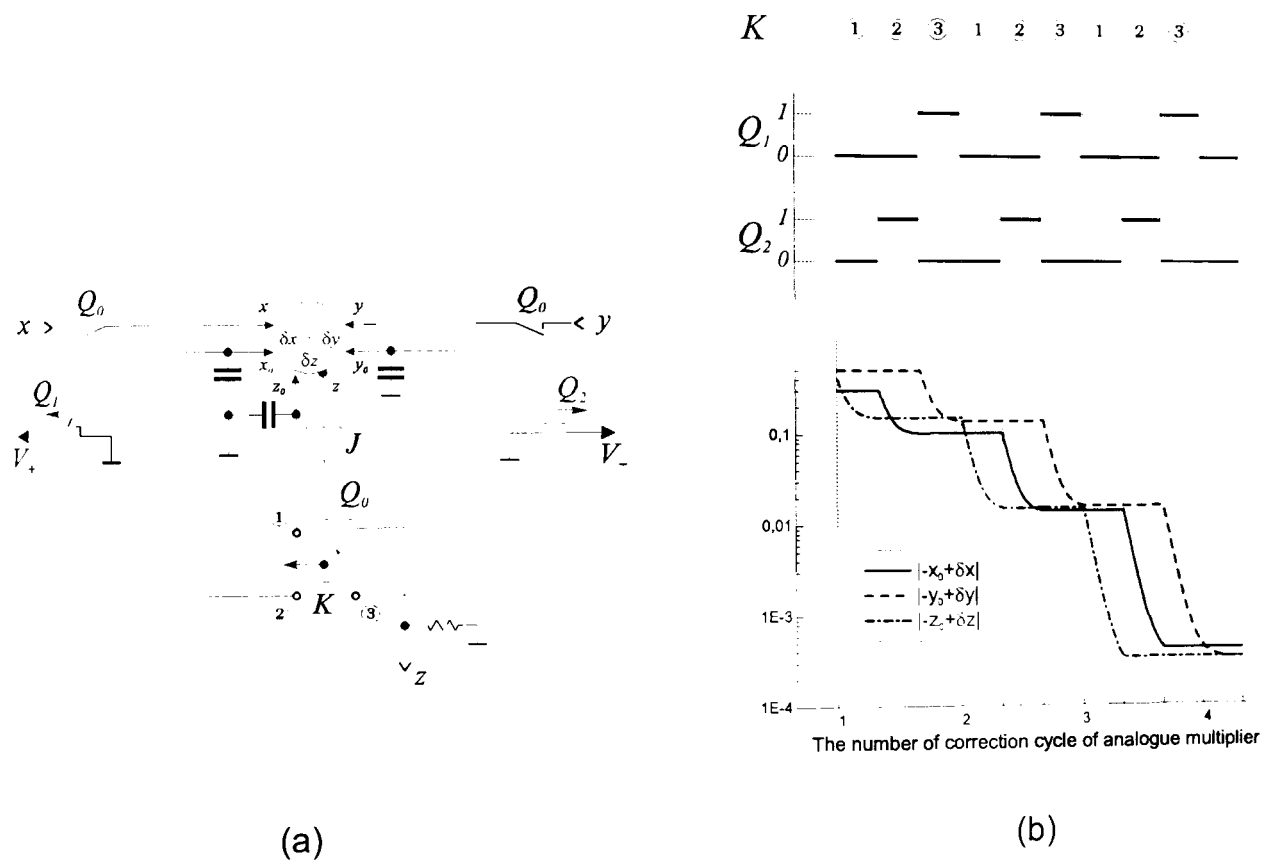 K 1 2 3 1 2 3 1 2 3
Q₁ 1
0
Q₂ 1
0
x > Q₀ x y Q₀ < y
δx δy
x₀ δz y₀
z₀ z
Q₁ Q₂
V₊ J V₋
Q₀
1
K
2 3
z
0,1
0,01
1E-3
1E-4
|-x₀+δx|
|-y₀+δy|
|-z₀+δz|
1 2 3 4
The number of correction cycle of analogue multiplier
(a) (b)